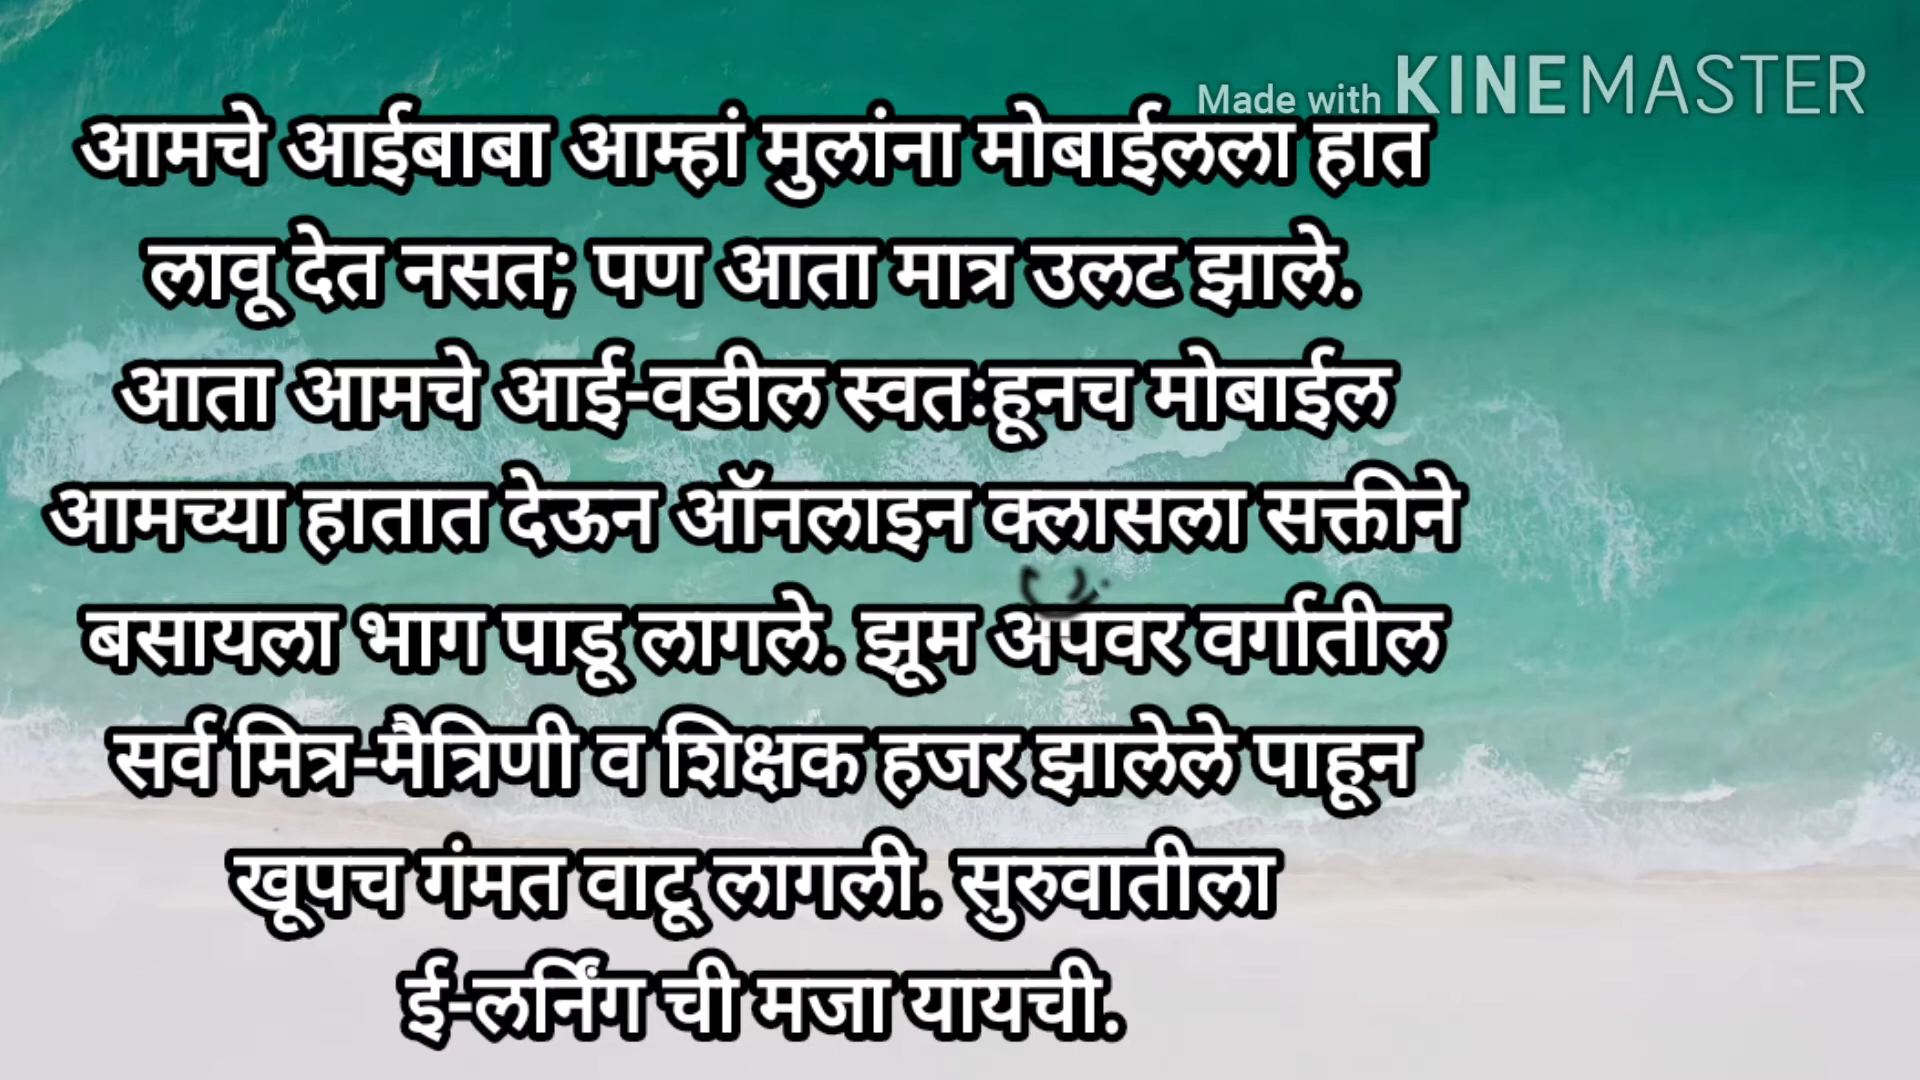 Made with KINEMASTER
आमचे आईबाबा आम्हां मुलांना मोबाईलला हात
लावू देत नसत; पण आता मात्र उलट झाले.
आता आमचे आई-वडील स्वतःहूनच मोबाईल
आमच्या हातात देऊन ऑनलाइन क्लासला सक्तीने
बसायला भाग पाडू लागले. झूम अॅपवर वर्गातील
सर्व मित्र-मैत्रिणी व शिक्षक हजर झालेले पाहून
खूपच गंमत वाटू लागली. सुरुवातीला
ई-लर्निंग ची मजा यायची.